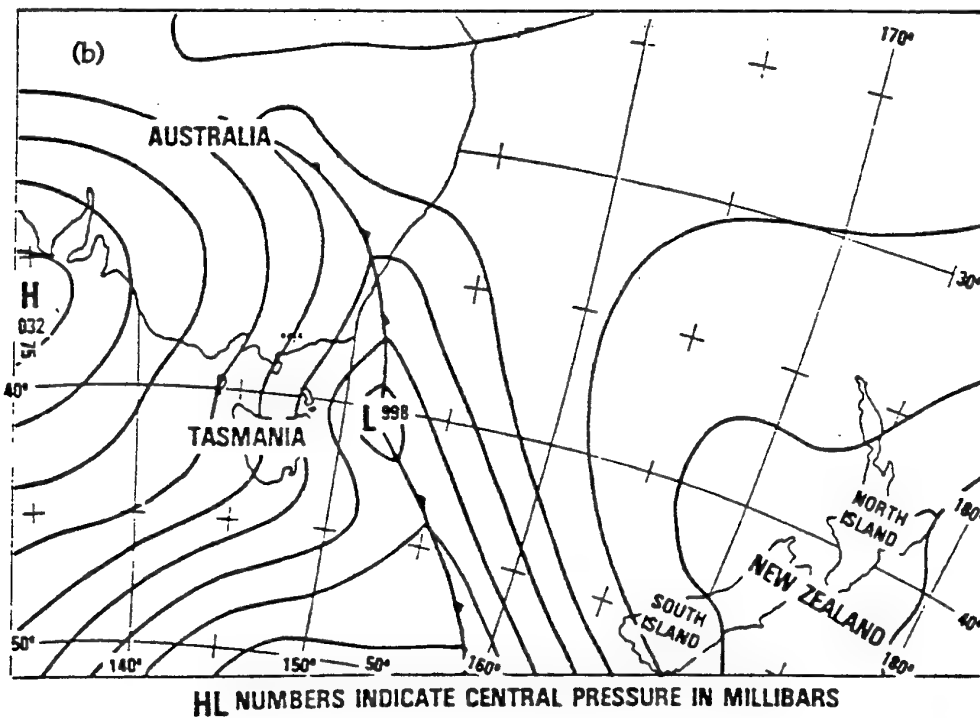 (b)
170°
AUSTRALIA
30°
H
032
75
40°
L 998
TASMANIA
NORTH
ISLAND
180°
NEW ZEALAND
SOUTH
ISLAND
40°
50°
140°
150°
50°
160°
180°
HL NUMBERS INDICATE CENTRAL PRESSURE IN MILLIBARS